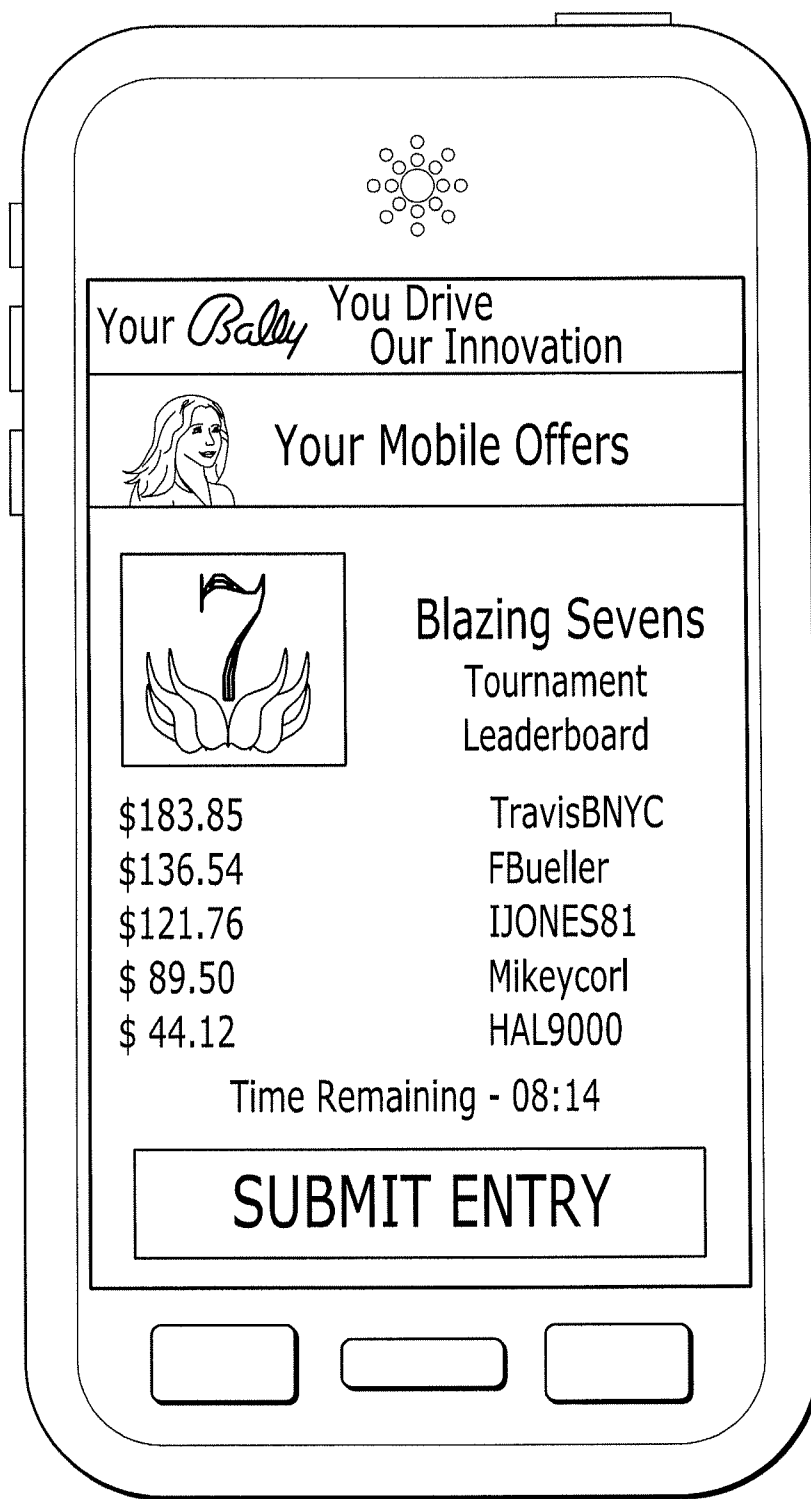 Your Bally You Drive
Our Innovation
Your Mobile Offers
7
Blazing Sevens
Tournament
Leaderboard
$183.85 TravisBNYC
$136.54 FBueller
$121.76 IJONES81
$ 89.50 Mikeycorl
$ 44.12 HAL9000
Time Remaining - 08:14
SUBMIT ENTRY